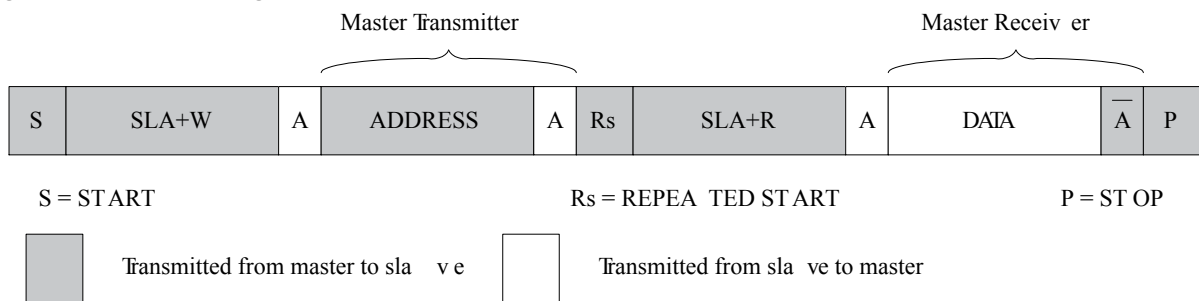 Master Transmitter Master Receiv er
S SLA+W A ADDRESS A Rs SLA+R A DATA A P
S = ST ART Rs = REPEA TED ST ART P = ST OP
Transmitted from master to sla v e Transmitted from sla ve to master